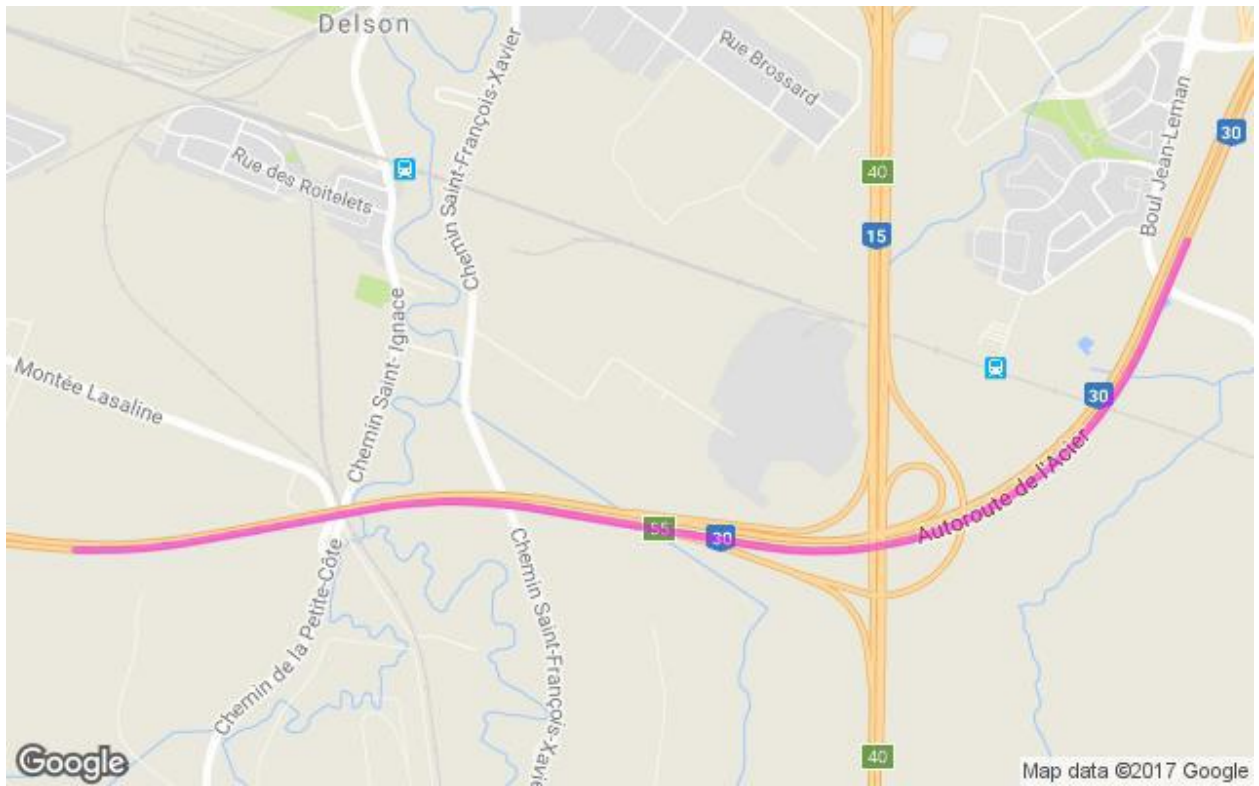 Delson
Chemin Saint-François-Xavier
Rue Brossard
40
30
Boul Jean-Leman
Rue des Roitelets
15
Chemin Saint- Ignace
Montée Lasaline
30
Autoroute de l'Acier
55
30
Chemin de la Petite-Côte
Chemin Saint-François-Xavie
40
Google
Map data ©2017 Google